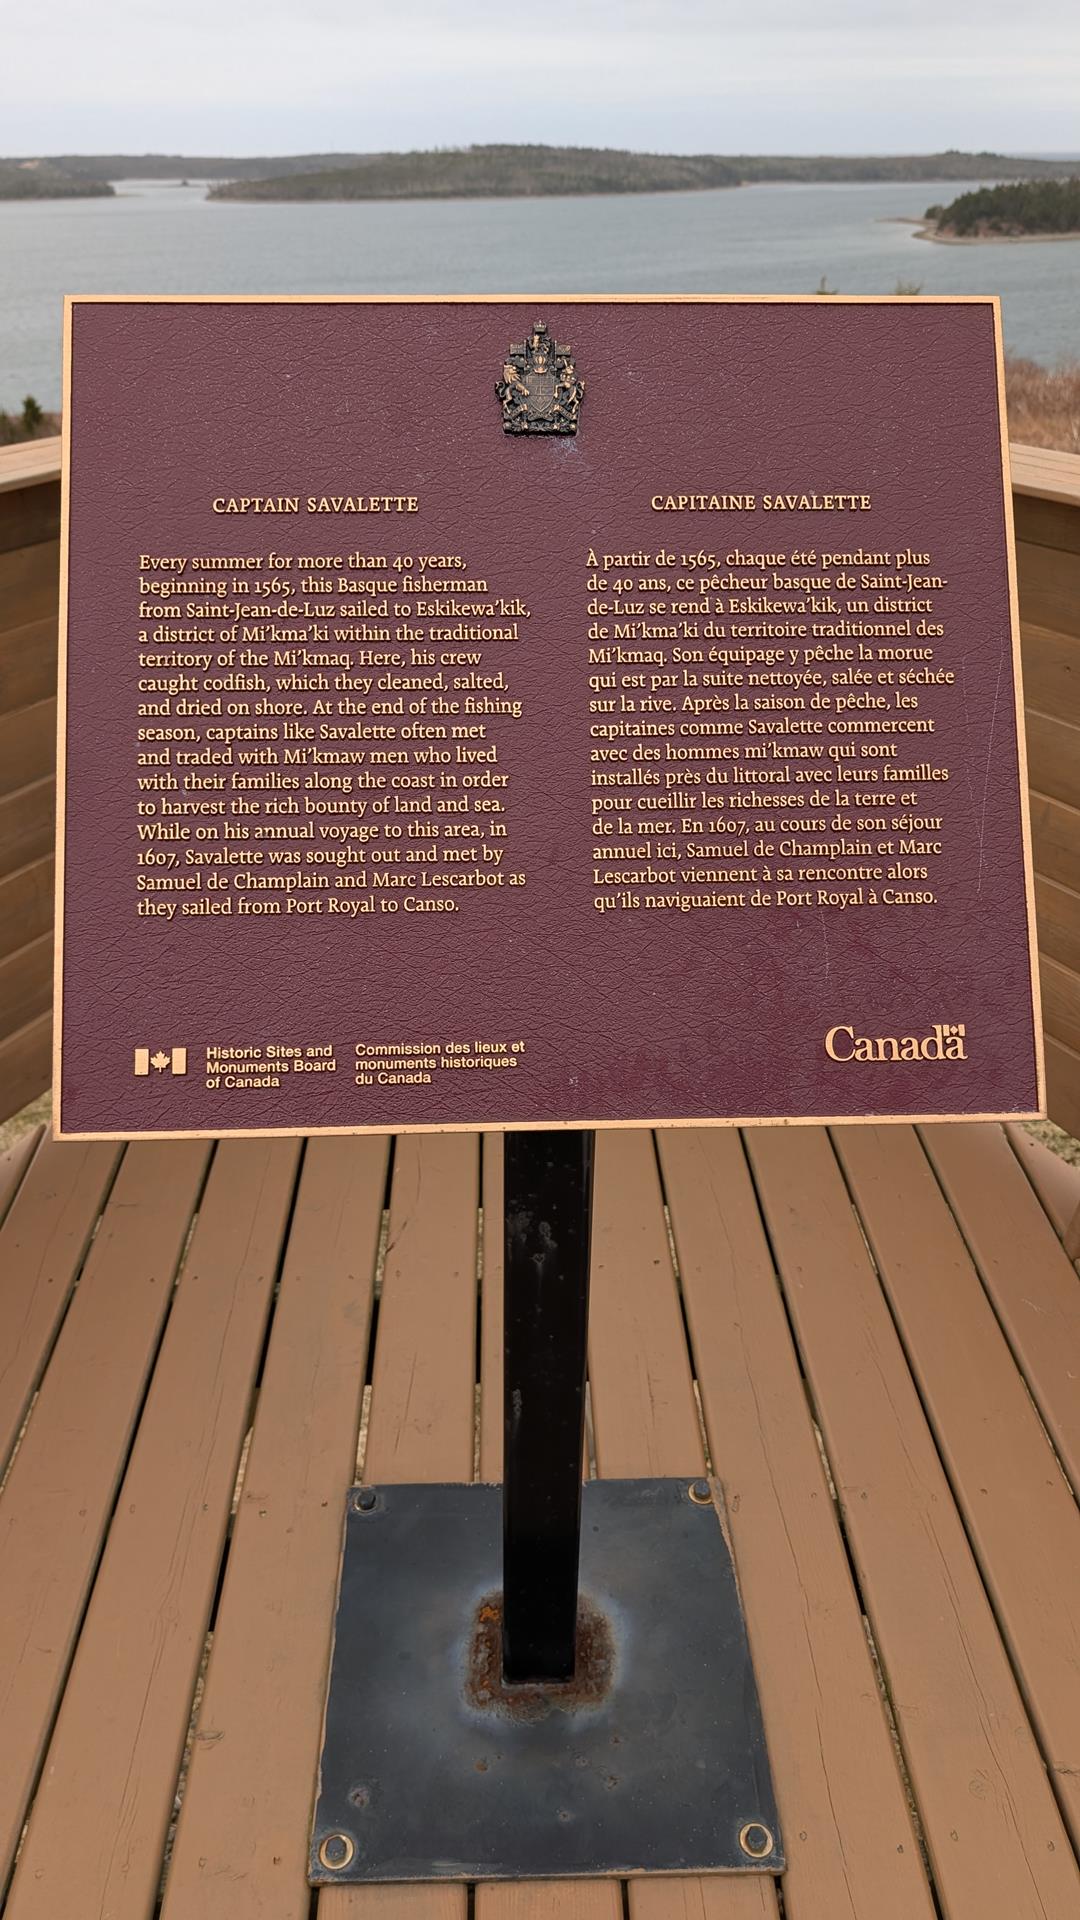 CAPTAIN SAVALETTE
Every summer for more than 40 years,
beginning in 1565, this Basque fisherman
from Saint-Jean-de-Luz sailed to Eskikewa'kik,
a district of Mi'kma'ki within the traditional
territory of the Mi'kmaq. Here, his crew
caught codfish, which they cleaned, salted,
and dried on shore. At the end of the fishing
season, captains like Savalette often met
and traded with Mi'kmaw men who lived
with their families along the coast in order
to harvest the rich bounty of land and sea.
While on his annual voyage to this area, in
1607, Savalette was sought out and met by
Samuel de Champlain and Marc Lescarbot as
they sailed from Port Royal to Canso.
CAPITAINE SAVALETTE
À partir de 1565, chaque été pendant plus
de 40 ans, ce pêcheur basque de Saint-Jean-
de-Luz se rend à Eskikewa'kik, un district
de Mi'kma'ki du territoire traditionnel des
Mi'kmaq. Son équipage y pêche la morue
qui est par la suite nettoyée, salée et séchée
sur la rive. Après la saison de pêche, les
capitaines comme Savalette commercent
avec des hommes mi'kmaw qui sont
installés près du littoral avec leurs familles
pour cueillir les richesses de la terre et
de la mer. En 1607, au cours de son séjour
annuel ici, Samuel de Champlain et Marc
Lescarbot viennent à sa rencontre alors
qu'ils naviguaient de Port Royal à Canso.
Historic Sites and
Monuments Board
of Canada
Commission des lieux et
monuments historiques
du Canada
Canada